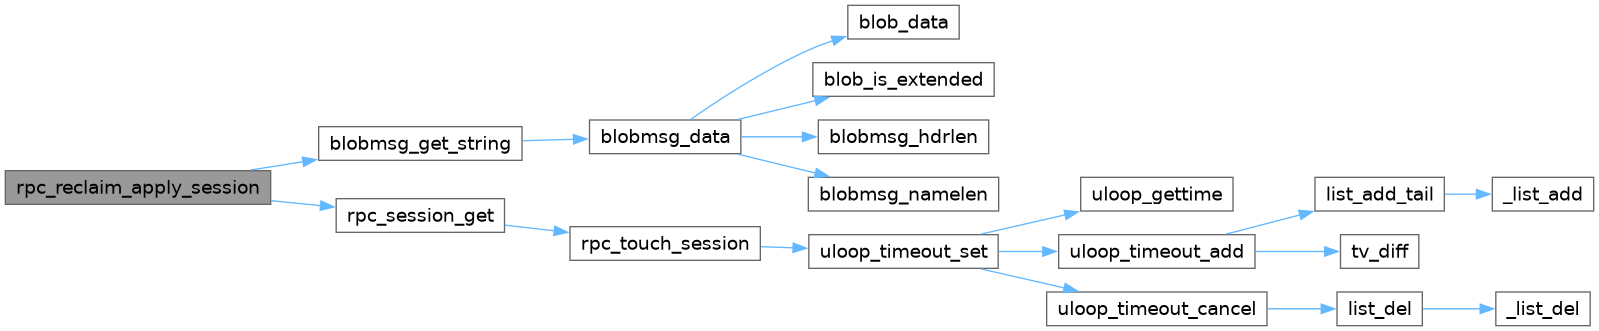 rpc_reclaim_apply_session
blobmsg_get_string
blobmsg_data
blob_data
blob_is_extended
blobmsg_hdrlen
blobmsg_namelen
rpc_session_get
rpc_touch_session
uloop_timeout_set
uloop_gettime
uloop_timeout_add
list_add_tail
_list_add
tv_diff
uloop_timeout_cancel
list_del
_list_del